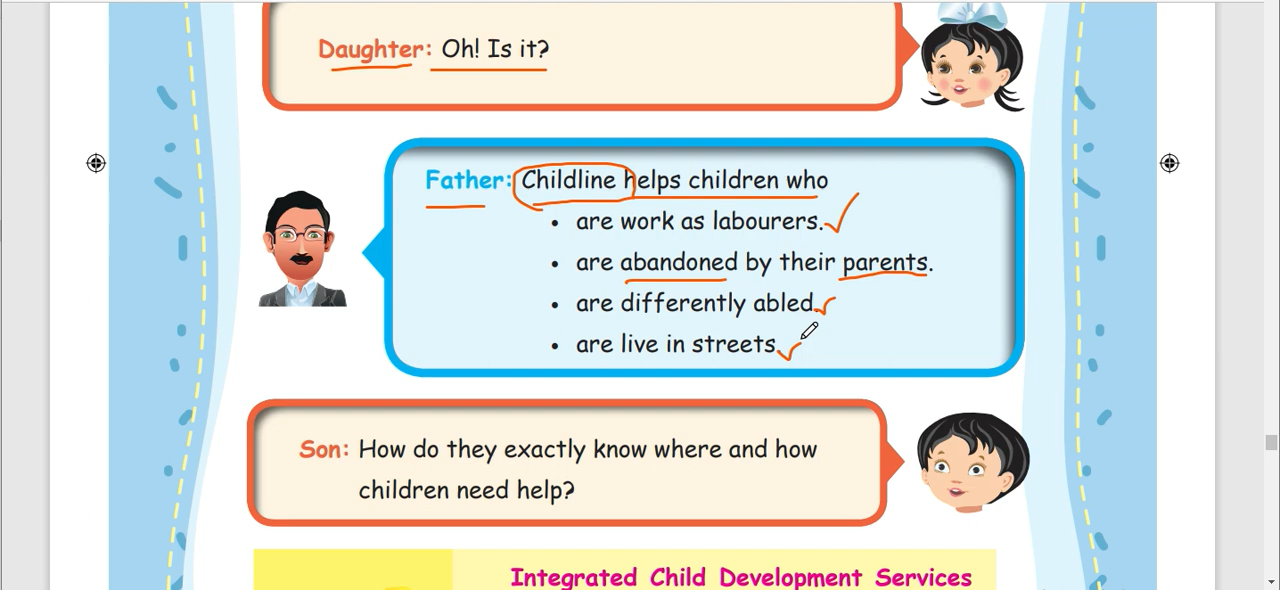 Daughter: Oh! Is it?
Father: Childline helps children who
• are work as labourers.
• are abandoned by their parents.
• are differently abled.
• are live in streets.
Son: How do they exactly know where and how
children need help?
Integrated Child Development Services